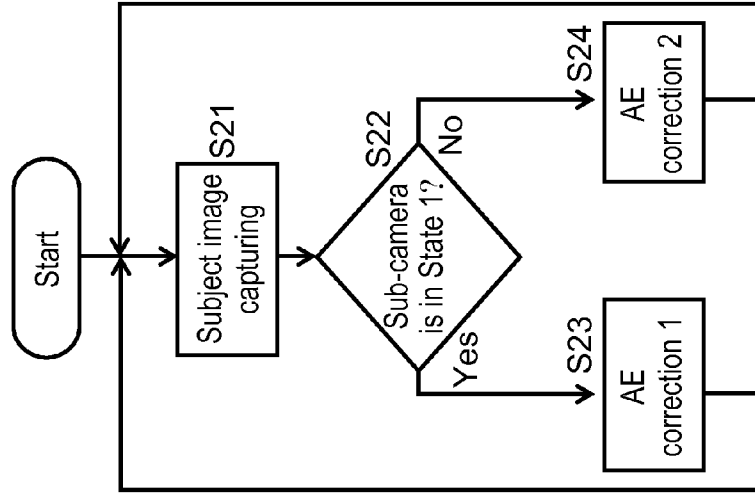 Start
Subject image
capturing
S21
Sub-camera
is in State 1?
S22
Yes
No
S23
AE
correction 1
S24
AE
correction 2